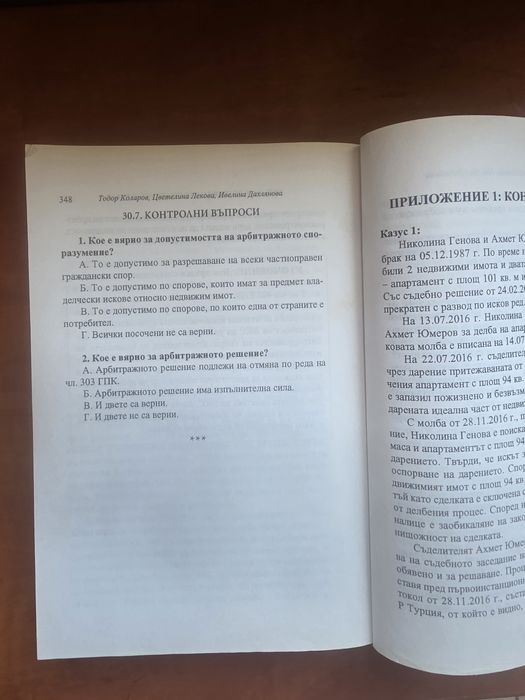 348
Тодор Коларов, Цветелина Лекова, Ивелина Дахлянова
30.7. КОНТРОЛНИ ВЪПРОСИ
1. Кое е вярно за допустимостта на арбитражното спо-
разумение?
А. То е допустимо за разрешаване на всеки частноправен
граждански спор.
Б. То е допустимо по спорове, които имат за предмет вла-
делчески искове относно недвижим имот.
В. То е допустимо по спорове, по които една от страните е
потребител.
Г. Всички посочени не са верни.
2. Кое е вярно за арбитражното решение?
А. Арбитражното решение подлежи на отмяна по реда на
чл. 303 ГПК.
Б. Арбитражното решение има изпълнителна сила.
В. И двете са верни.
Г. И двете не са верни.
***
ПРИЛОЖЕНИЕ 1: КОН
Казус 1:
Николина Генова и Ахмет Ю
брак на 05.12.1987 г. По време н
били 2 недвижими имота и дват
– апартамент с площ 101 кв. м и
Със съдебно решение от 24.02.20
прекратен с развод по исков ред.
На 13.07.2016 Николина
Ахмет Юмеров за делба на апар
ковата молба е вписана на 14.07
На 22.07.2016 съделител
чрез дарение притежаваната от
чения апартамент с площ 94 кв.
е запазил пожизнено и безвъзм
дарената идеална част от недви
С молба от 28.11.2016 г., п
ние, Николина Генова е поиска
маса и апартаментът с площ 94
дарението. Твърди, че искът з
оспорване на дарението. Спор
движимият имот с площ 94 кв.
тъй като сделката е сключена с
от делбения процес. Според н
налице е заобикаляне на зако
нищожност на сделката.
Съделителят Ахмет Юмер
ва на съдебното заседание на
обявено и за решаване. Про
ставя пред първоинстанцион
токол от 28.11.2016 г., съста
Р Турция, от който е видно,